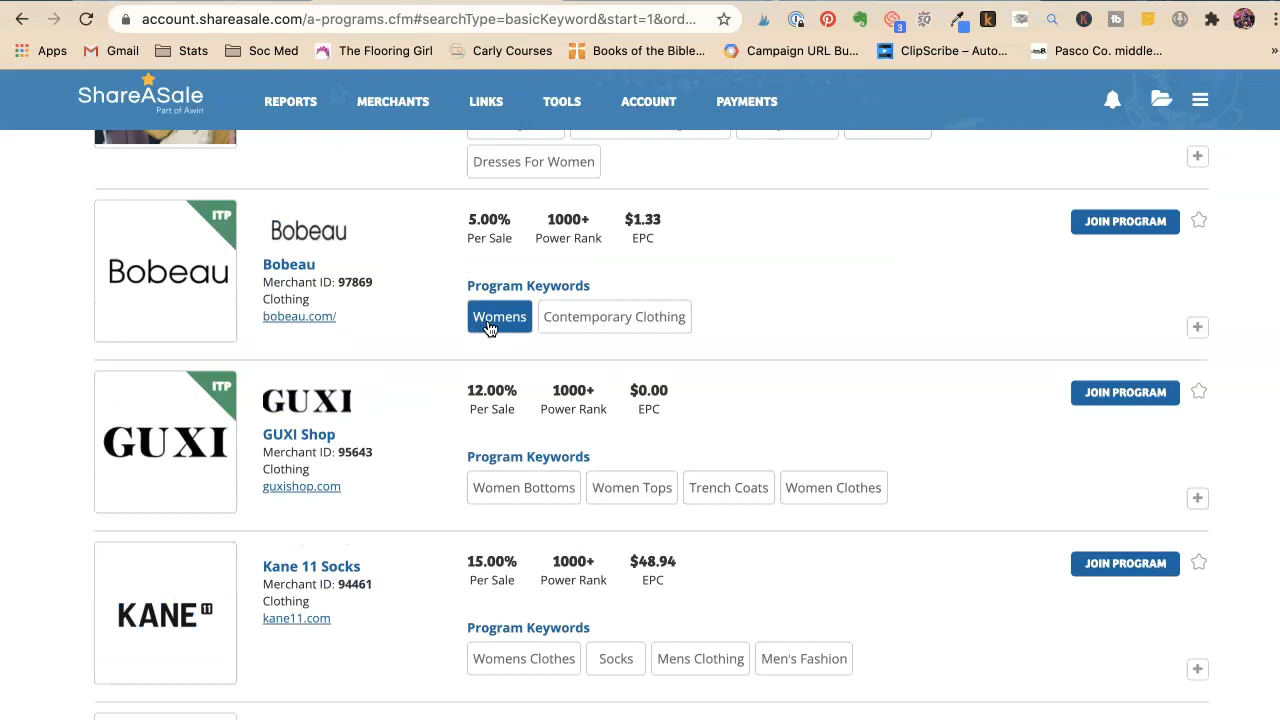 account.shareasale.com/a-programs.cfm#searchType=basicKeyword&start=1&ord...
3
Apps
Gmail
Stats
Soc Med
The Flooring Girl
Carly Courses
Books of the Bible...
Campaign URL Bu...
ClipScribe – Auto...
Pasco Co. middle...
»
ShareASale
Part of Awin
REPORTS
MERCHANTS
LINKS
TOOLS
ACCOUNT
PAYMENTS
Dresses For Women
ITP
Bobeau
Bobeau
Bobeau
Merchant ID: 97869
Clothing
bobeau.com/
5.00%
Per Sale
1000+
Power Rank
$1.33
EPC
Program Keywords
Womens
Contemporary Clothing
JOIN PROGRAM
ITP
GUXI
GUXI
GUXI Shop
Merchant ID: 95643
Clothing
guxishop.com
12.00%
Per Sale
1000+
Power Rank
$0.00
EPC
Program Keywords
Women Bottoms
Women Tops
Trench Coats
Women Clothes
JOIN PROGRAM
KANE 11
Kane 11 Socks
Merchant ID: 94461
Clothing
kane11.com
15.00%
Per Sale
1000+
Power Rank
$48.94
EPC
Program Keywords
Womens Clothes
Socks
Mens Clothing
Men's Fashion
JOIN PROGRAM